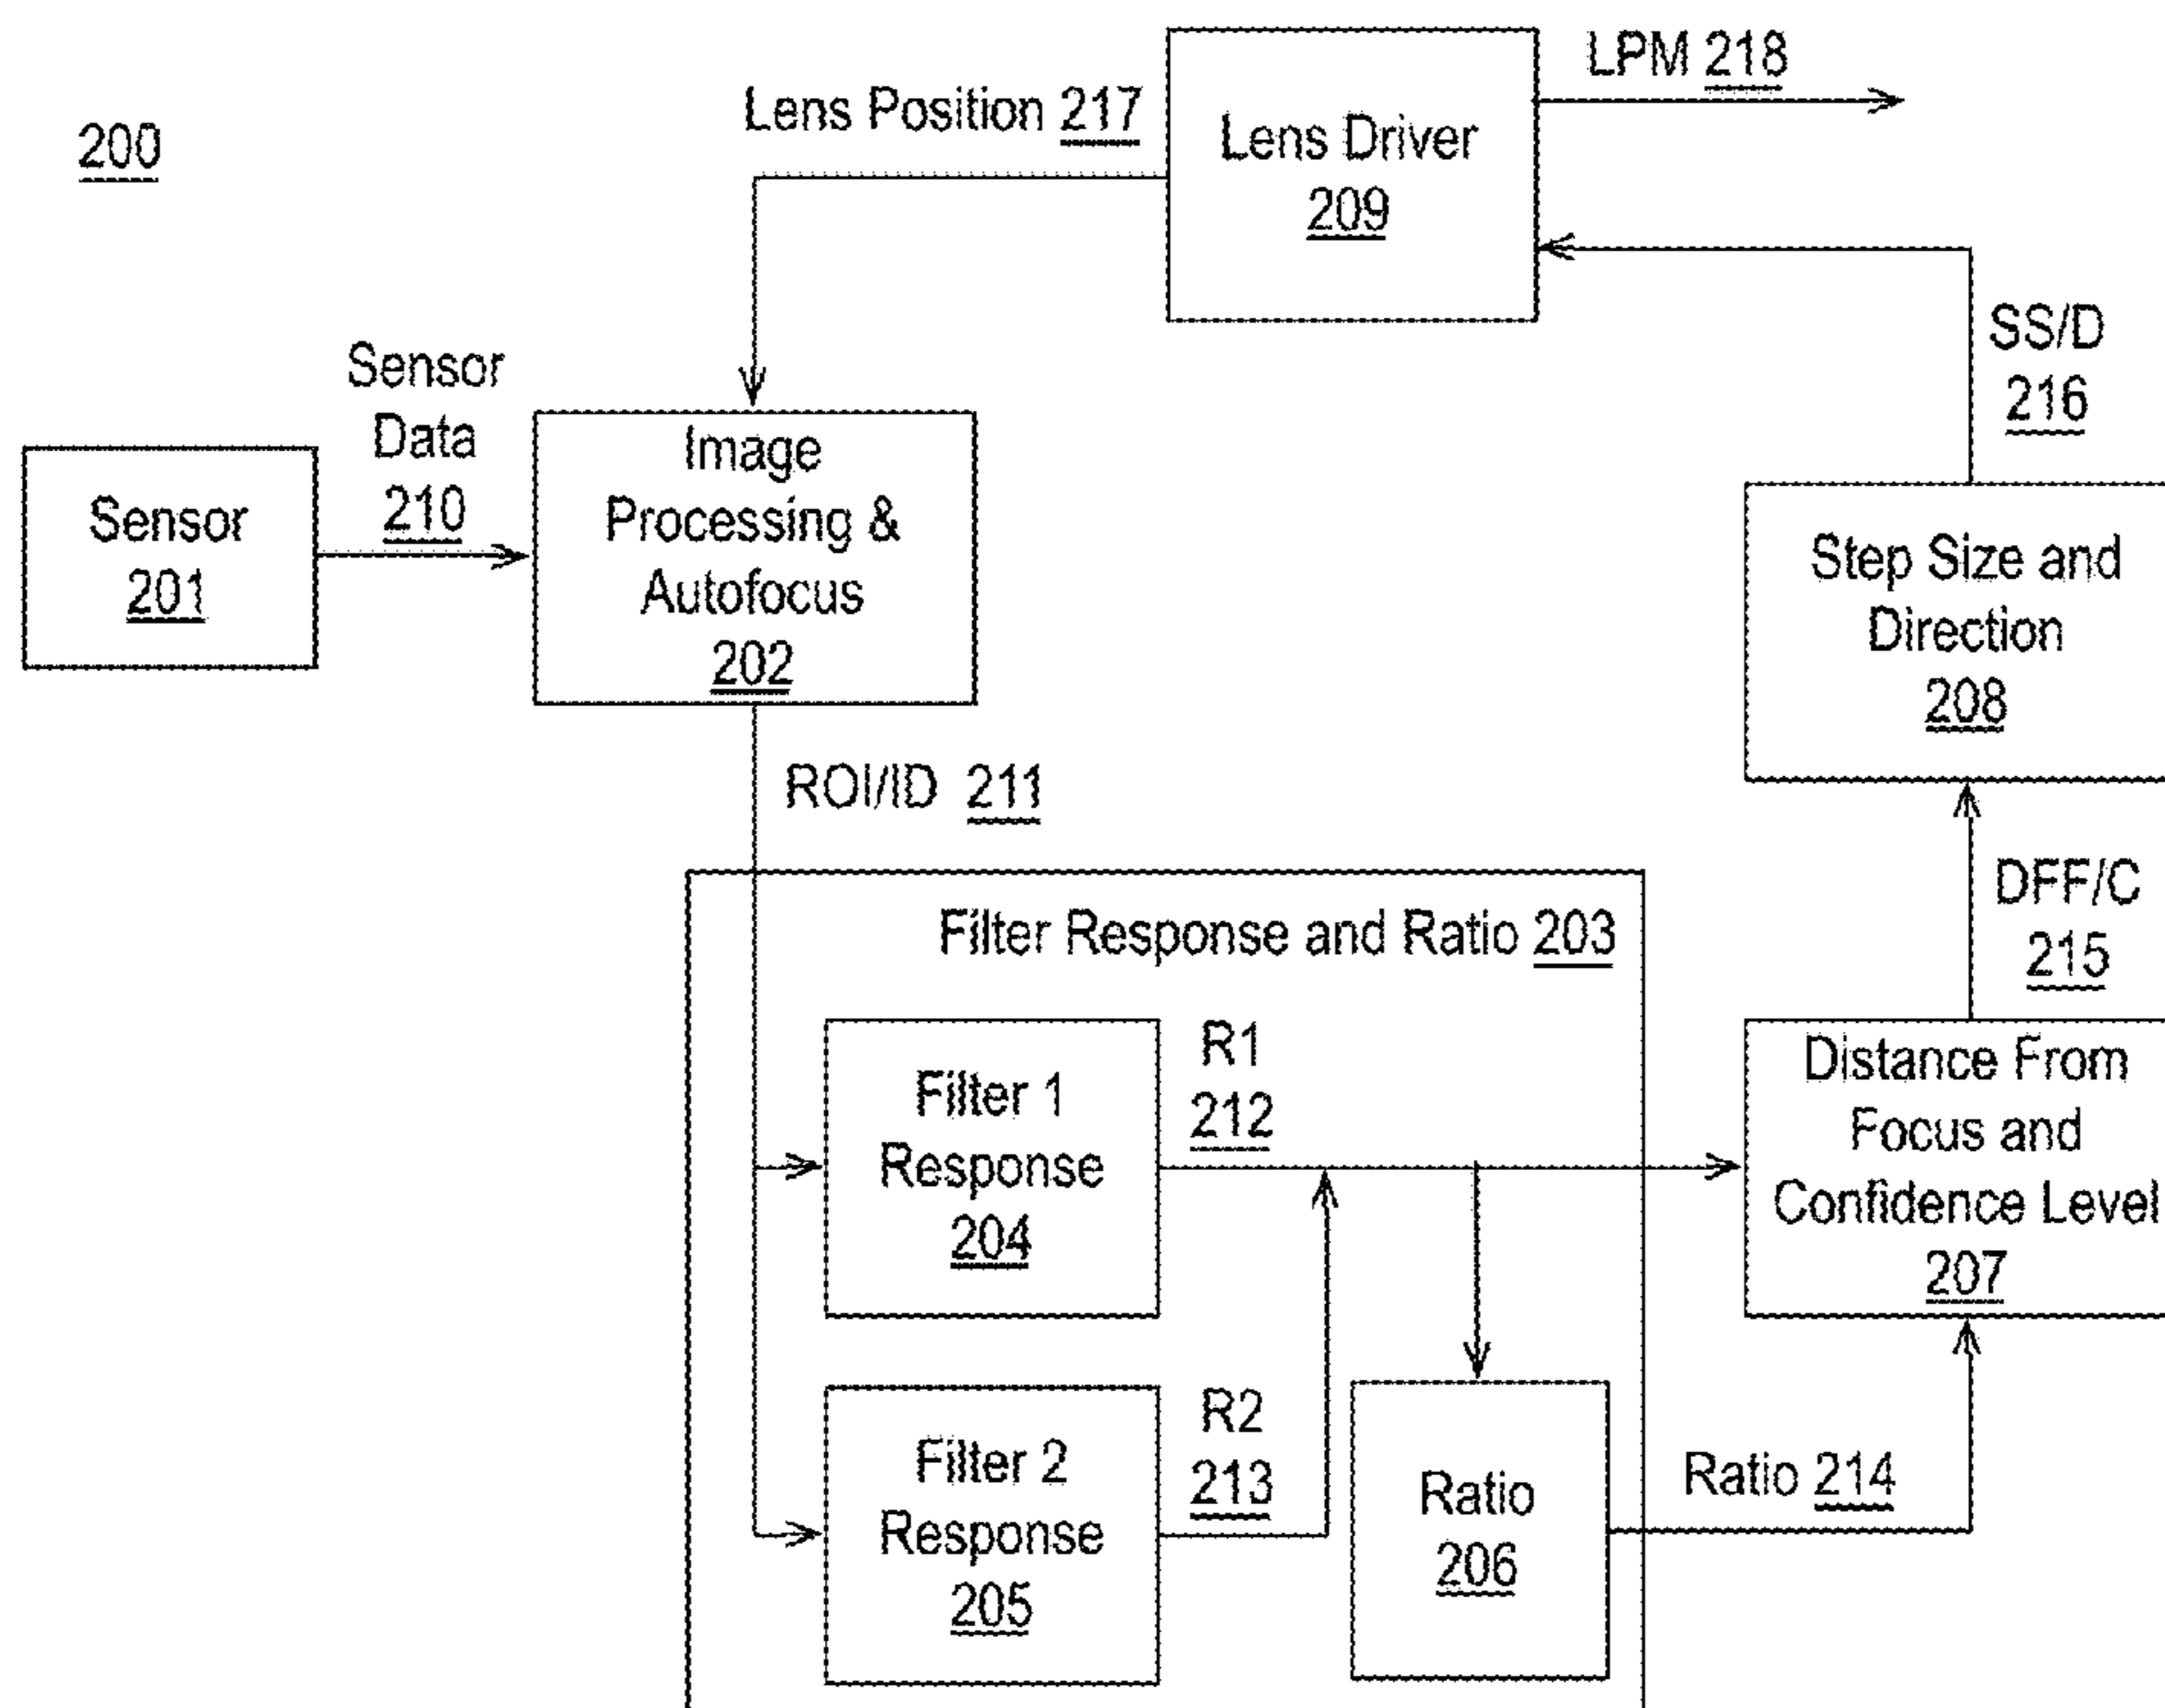 200
Lens Position 217
Lens Driver
209
LPM 218
SS/D
216
Sensor
Data
210
Sensor
201
Image
Processing &
Autofocus
202
Step Size and
Direction
208
ROI/ID 211
DFF/C
215
Filter Response and Ratio 203
Filter 1
Response
204
R1
212
Distance From
Focus and
Confidence Level
207
Filter 2
Response
205
R2
213
Ratio
206
Ratio 214